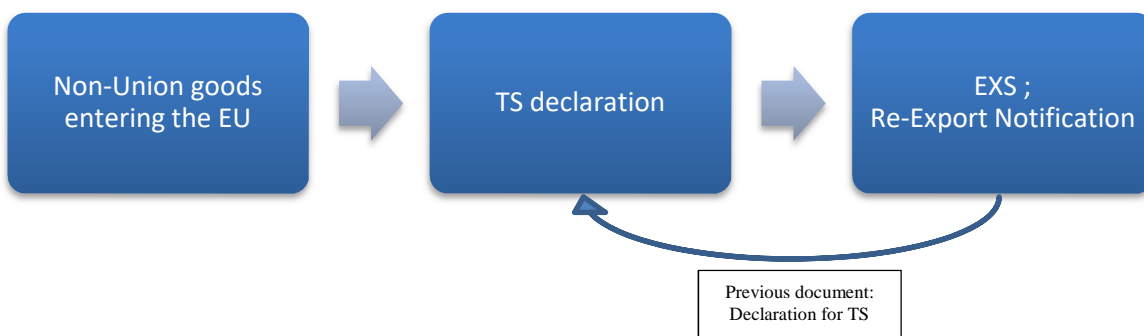 Non-Union goods
entering the EU
TS declaration
EXS ;
Re-Export Notification
Previous document:
Declaration for TS